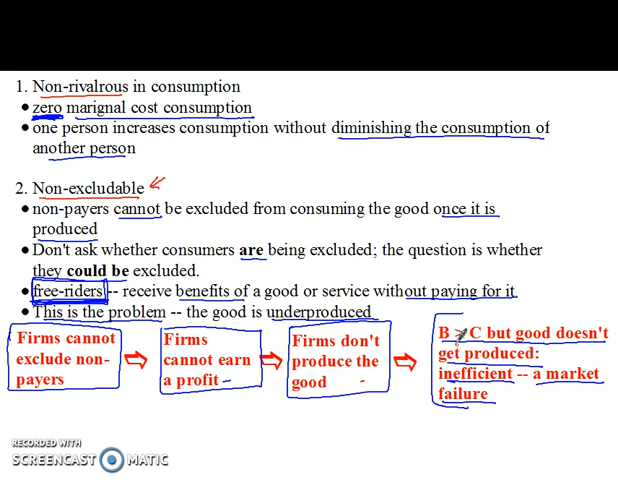 1. Non-rivalrous in consumption
• zero marignal cost consumption
• one person increases consumption without diminishing the consumption of
another person
2. Non-excludable
• non-payers cannot be excluded from consuming the good once it is
produced
• Don't ask whether consumers are being excluded; the question is whether
they could be excluded.
• free-riders -- receive benefits of a good or service without paying for it
• This is the problem -- the good is underproduced
Firms cannot
exclude non-
payers
Firms
cannot earn
a profit
Firms don't
produce the
good
B > C but good doesn't
get produced:
inefficient -- a market
failure
RECORDED WITH
SCREENCAST MATIC